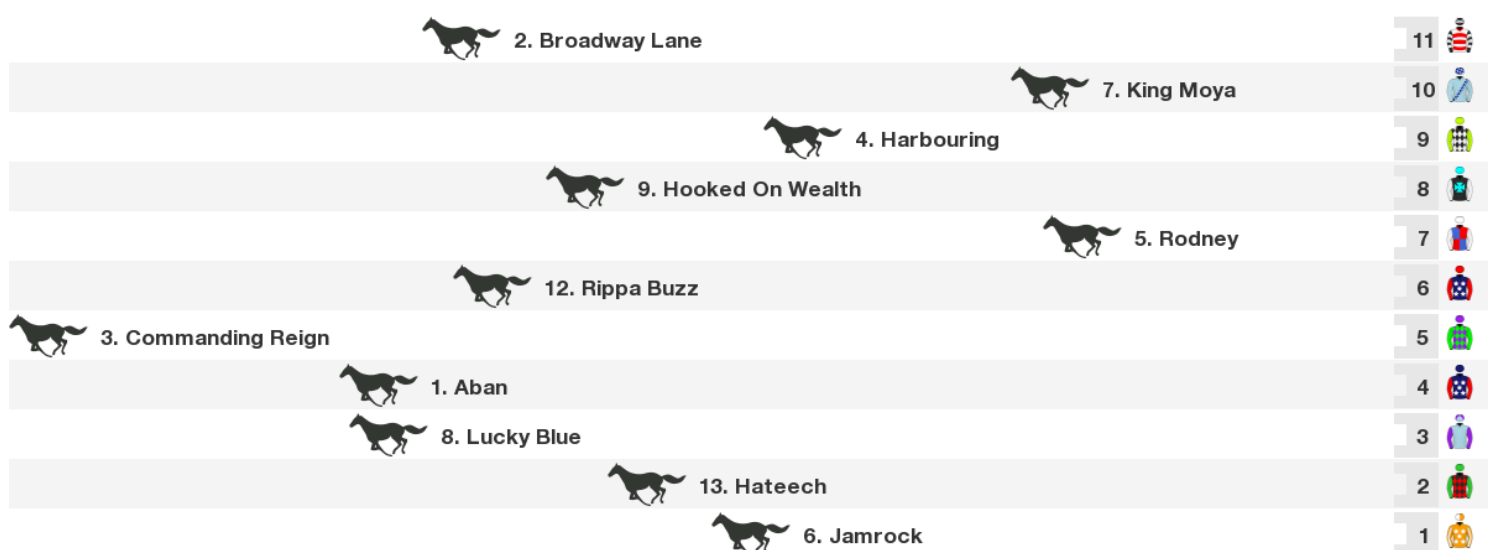 2. Broadway Lane 11
7. King Moya 10
4. Harbouring 9
9. Hooked On Wealth 8
5. Rodney 7
12. Rippa Buzz 6
3. Commanding Reign 5
1. Aban 4
8. Lucky Blue 3
13. Hateech 2
6. Jamrock 1